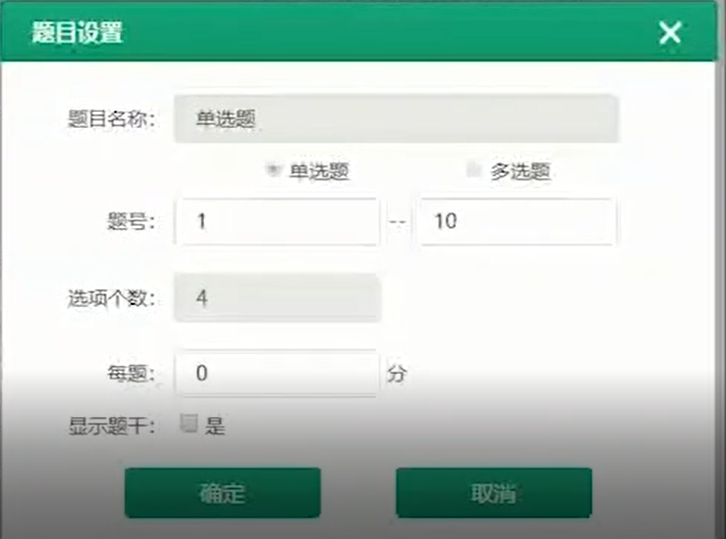 题目设置
题目名称： 单选题
单选题 多选题
题号： 1 -- 10
选项个数： 4
每题： 0 分
显示题干： 是
确定 取消